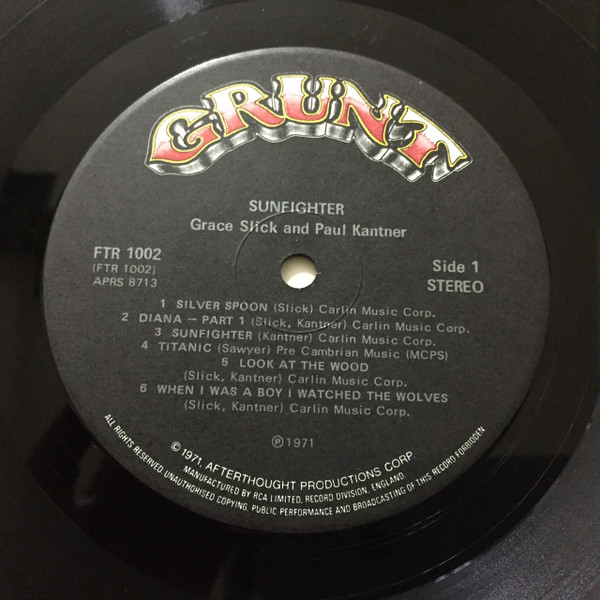 GRUNT
SUNFIGHTER
Grace Slick and Paul Kantner
FTR 1002
(FTR 1002)
APRS 8713
Side 1
STEREO
1 SILVER SPOON (Slick) Carlin Music Corp.
2 DIANA – PART 1 (Slick, Kantner) Carlin Music Corp.
3 SUNFIGHTER (Kantner) Carlin Music Corp.
4 TITANIC (Sawyer) Pre Cambrian Music (MCPS)
5 LOOK AT THE WOOD
(Slick, Kantner) Carlin Music Corp.
6 WHEN I WAS A BOY I WATCHED THE WOLVES
(Slick, Kantner) Carlin Music Corp.
℗ 1971
© 1971, AFTERTHOUGHT PRODUCTIONS CORP.
MANUFACTURED BY RCA LIMITED, RECORD DIVISION, ENGLAND
ALL RIGHTS RESERVED. UNAUTHORISED COPYING, PUBLIC PERFORMANCE AND BROADCASTING OF THIS RECORD FORBIDDEN